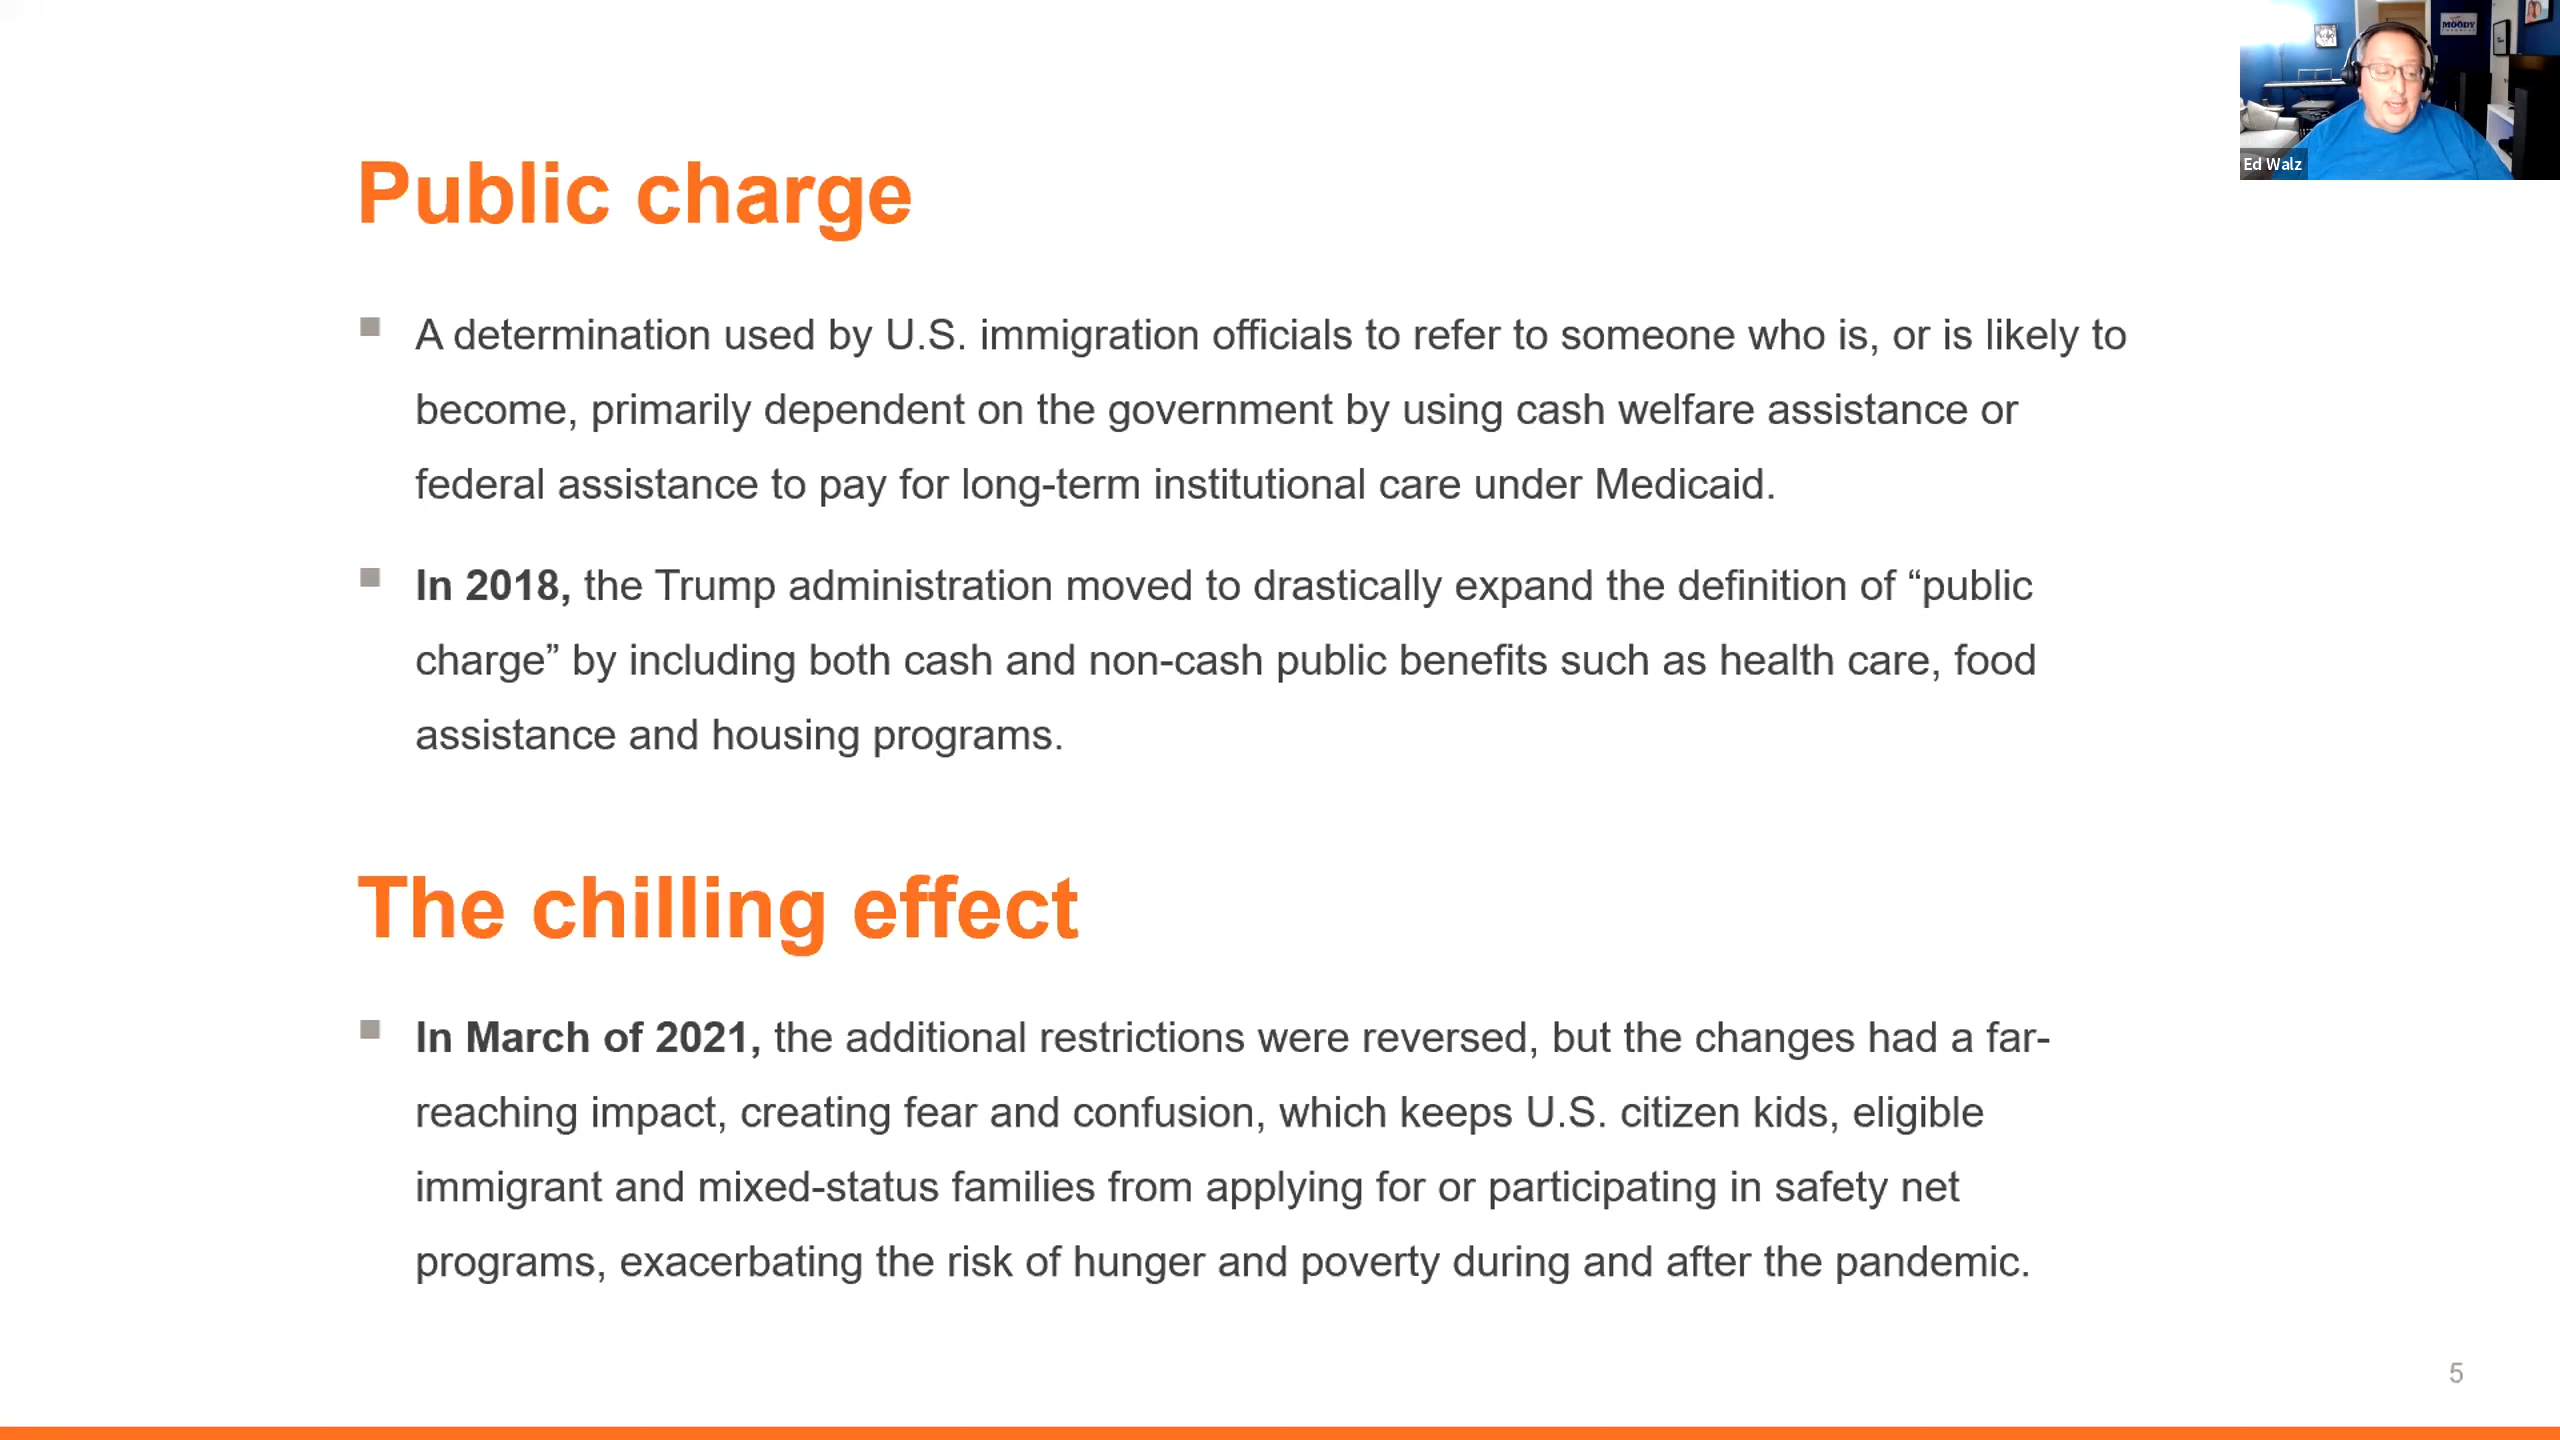 MOODY
Ed Walz
Public charge
A determination used by U.S. immigration officials to refer to someone who is, or is likely to
become, primarily dependent on the government by using cash welfare assistance or
federal assistance to pay for long-term institutional care under Medicaid.
In 2018, the Trump administration moved to drastically expand the definition of “public
charge” by including both cash and non-cash public benefits such as health care, food
assistance and housing programs.
The chilling effect
In March of 2021, the additional restrictions were reversed, but the changes had a far-
reaching impact, creating fear and confusion, which keeps U.S. citizen kids, eligible
immigrant and mixed-status families from applying for or participating in safety net
programs, exacerbating the risk of hunger and poverty during and after the pandemic.
5